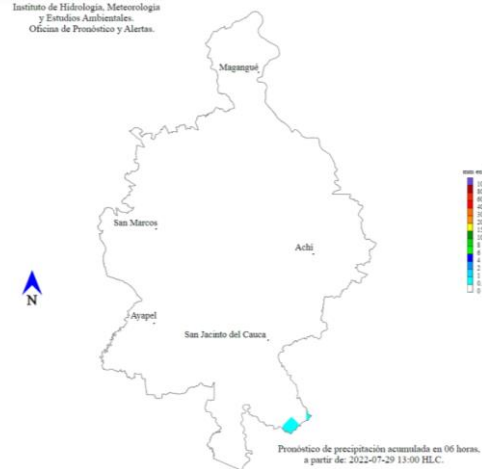 Instituto de Hidrología, Meteorología
y Estudios Ambientales.
Oficina de Pronóstico y Alertas.
Magangué
San Marcos
Achi
Ayapel
San Jacinto del Cauca
N
Pronóstico de precipitación acumulada en 06 horas,
a partir de: 2022-07-29 13:00 HLC.